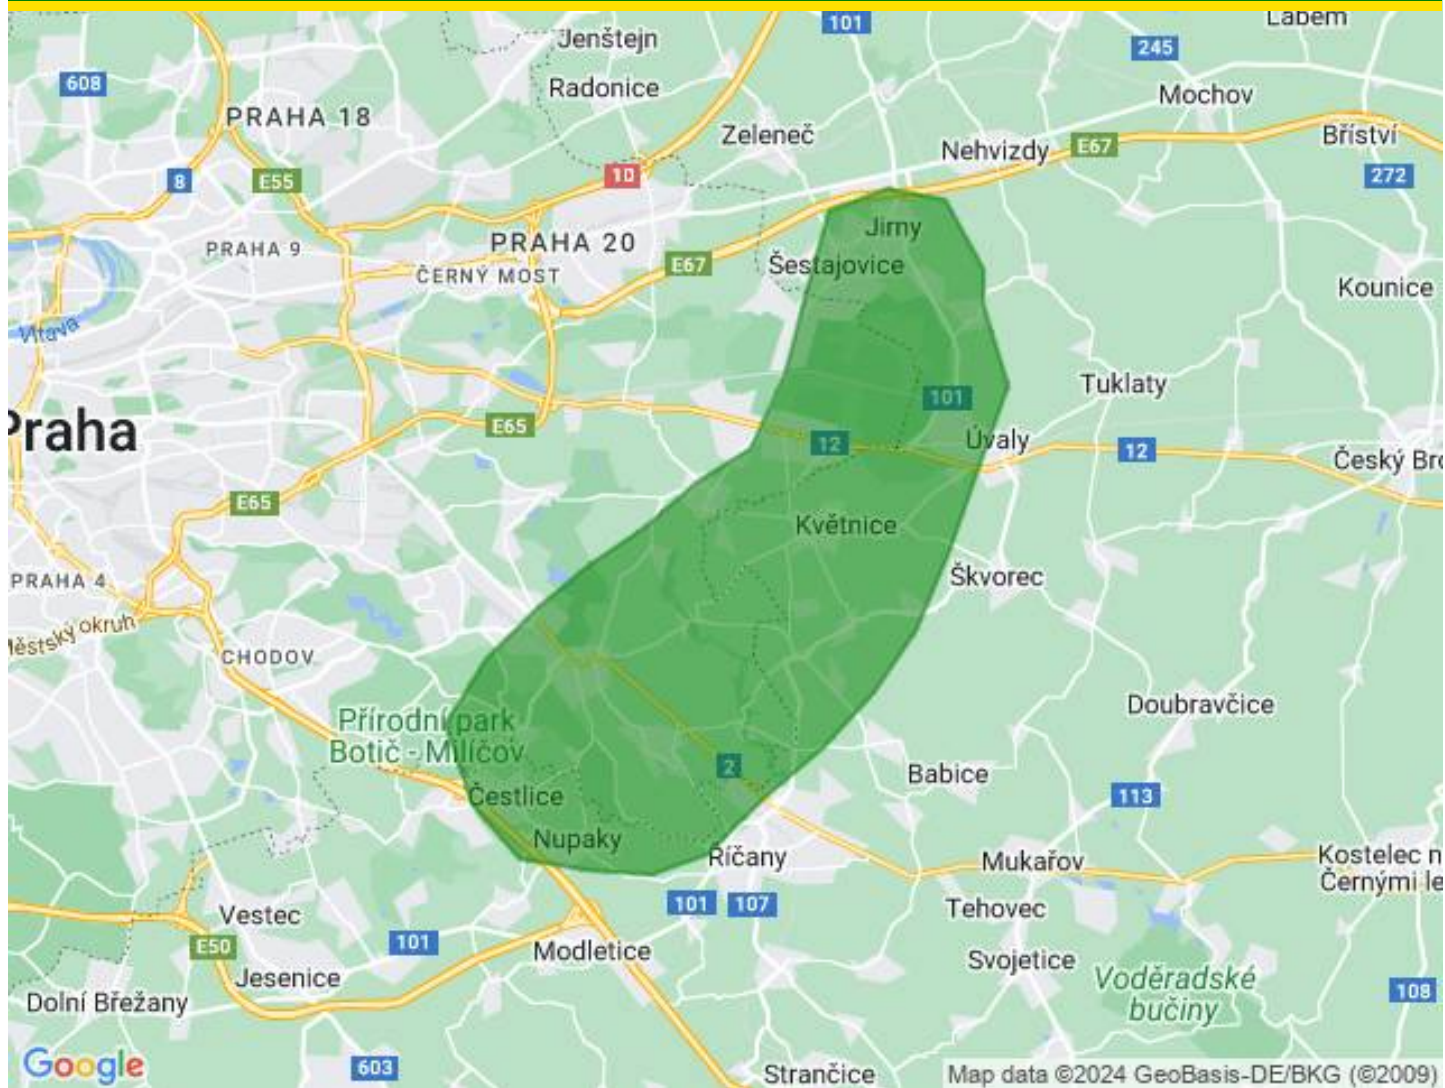 Labem
101
Jenštejn
245
608
Radonice
Mochov
PRAHA 18
Zeleneč
Bříství
Nehvizdy
E67
8
E55
10
272
Jirny
PRAHA 9
PRAHA 20
E67
Šestajovice
ČERNÝ MOST
Kounice
Vltava
Tuklaty
101
Praha
E65
12
Úvaly
12
Český Bro
E65
Květnice
PRAHA 4
Škvorec
Městský okruh
CHODOV
Doubravčice
Přírodní park
Botič - Milíčov
2
Babice
Čestlice
113
Nupaky
Říčany
Mukařov
Kostelec n
Černými le
101
107
Tehovec
Vestec
E50
101
Modletice
Svojetice
Jesenice
Voděradské
bučiny
108
Dolní Břežany
Google
603
Strančice
Map data ©2024 GeoBasis-DE/BKG (©2009)